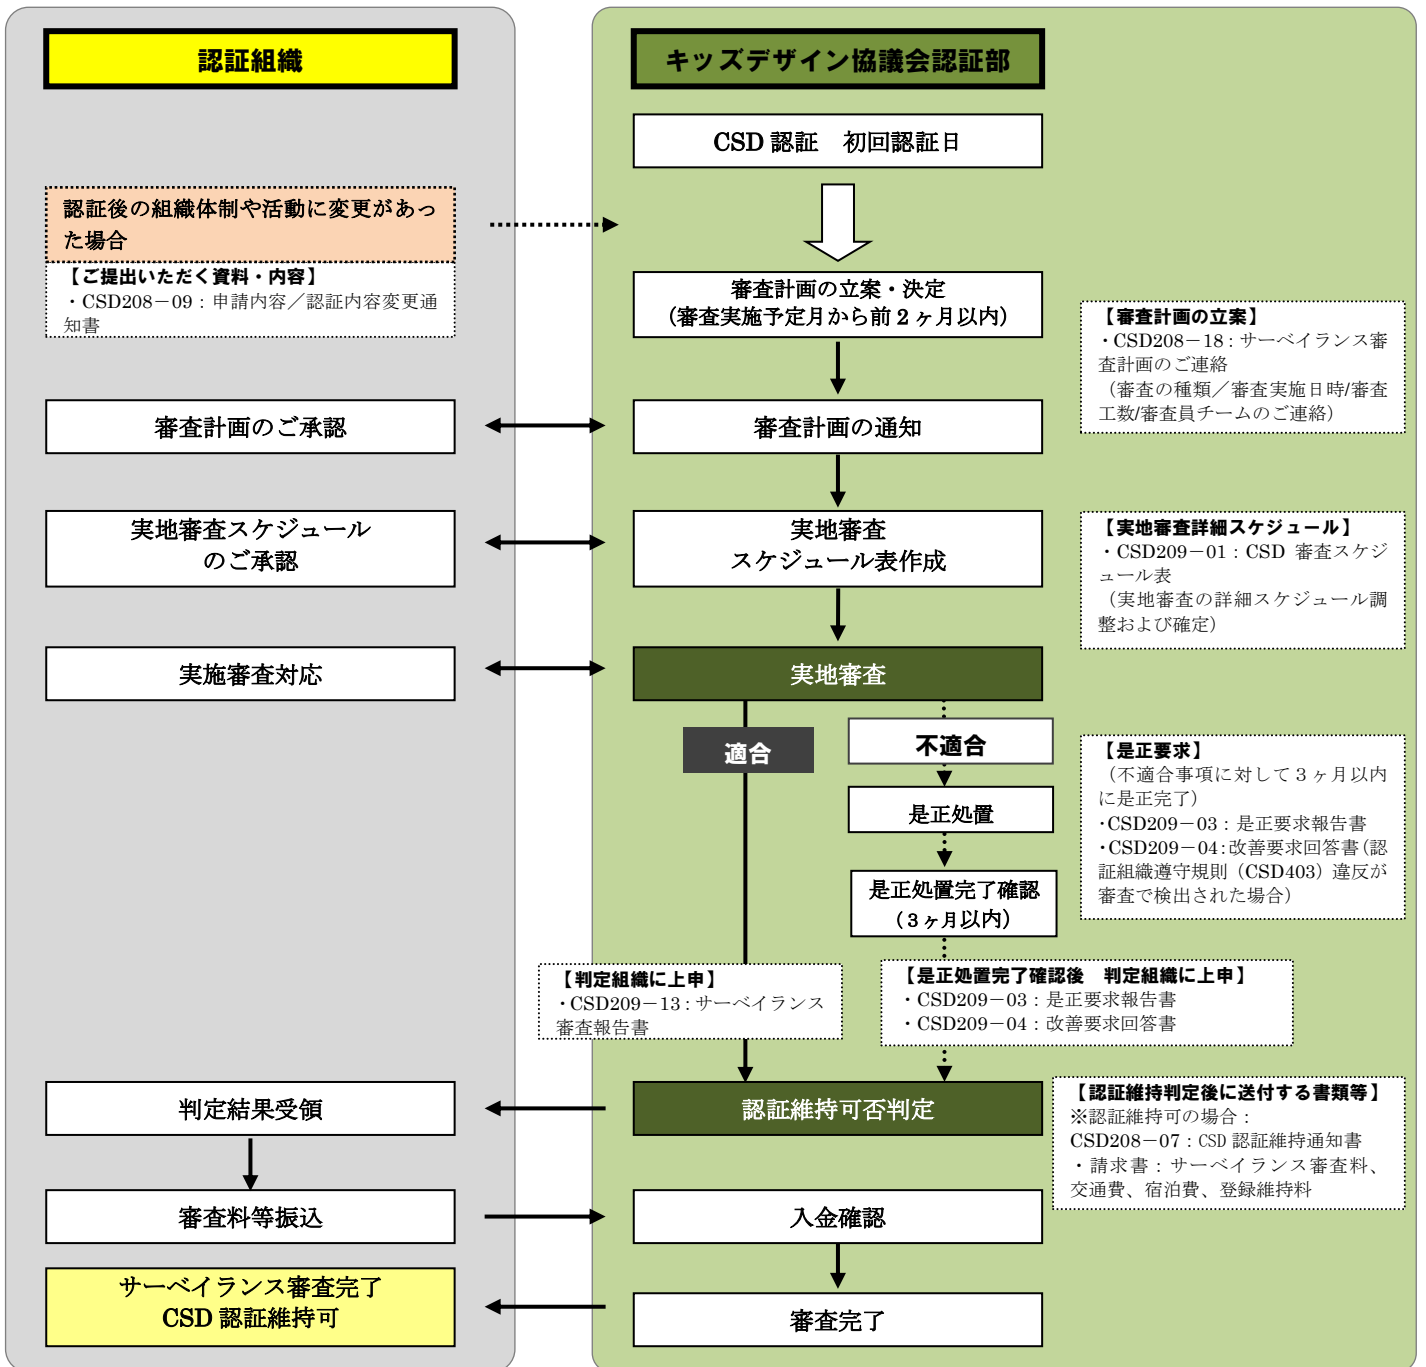 認証組織
キッズデザイン協議会認証部
CSD 認証　初回認証日
認証後の組織体制や活動に変更があっ
た場合
【ご提出いただく資料・内容】
・CSD208－09：申請内容／認証内容変更通
知書
審査計画の立案・決定
（審査実施予定月から前 2 ヶ月以内）
【審査計画の立案】
・CSD208－18：サーベイランス審
査計画のご連絡
（審査の種類／審査実施日時/審査
工数/審査員チームのご連絡）
審査計画のご承認
審査計画の通知
実地審査スケジュール
のご承認
実地審査
スケジュール表作成
【実地審査詳細スケジュール】
・CSD209－01：CSD 審査スケジ
ュール表
（実地審査の詳細スケジュール調
整および確定）
実施審査対応
実地審査
適合
不適合
是正処置
是正処置完了確認
（3 ヶ月以内）
【是正要求】
（不適合事項に対して 3 ヶ月以内
に是正完了）
・CSD209－03：是正要求報告書
・CSD209－04：改善要求回答書（認
証組織遵守規則（CSD403）違反が
審査で検出された場合）
【判定組織に上申】
・CSD209－13：サーベイランス
審査報告書
【是正処置完了確認後　判定組織に上申】
・CSD209－03：是正要求報告書
・CSD209－04：改善要求回答書
判定結果受領
認証維持可否判定
【認証維持判定後に送付する書類等】
※認証維持可の場合：
CSD208－07：CSD 認証維持通知書
・請求書：サーベイランス審査料、
交通費、宿泊費、登録維持料
審査料等振込
入金確認
サーベイランス審査完了
CSD 認証維持可
審査完了